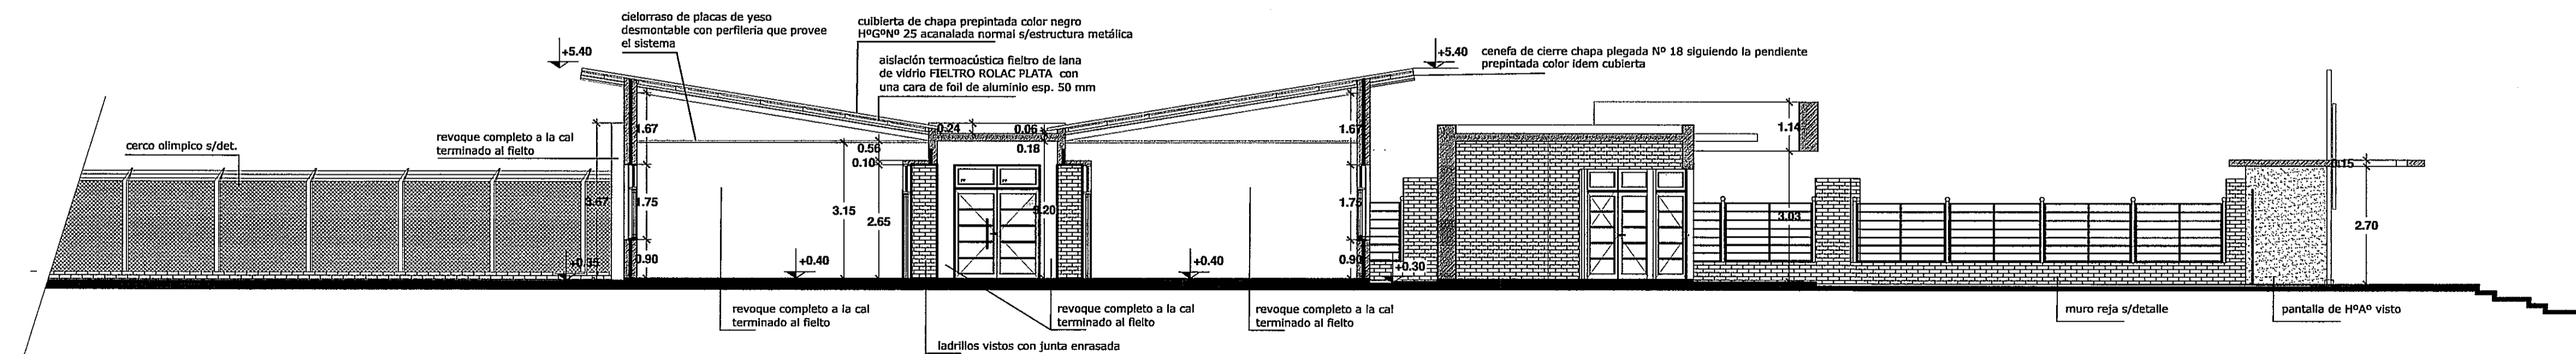 cielorraso de placas de yeso
desmontable con perfileria que provee
el sistema
cuibierta de chapa prepintada color negro
HºGºNº 25 acanalada normal s/estructura metálica
aislación termoacústica fieltro de lana
de vidrio FIELTRO ROLAC PLATA con
una cara de foil de aluminio esp. 50 mm
cenefa de cierre chapa plegada Nº 18 siguiendo la pendiente
prepintada color idem cubierta
+5.40
+5.40
revoque completo a la cal
terminado al fielto
cerco olimpico s/det.
1.67
0.24
0.06
0.18
0.56
0.10
1.67
1.14
.15
3.67
1.75
3.15
2.65
3.20
1.75
3.03
2.70
+0.35
0.90
+0.40
+0.40
0.90
+0.30
revoque completo a la cal
terminado al fielto
revoque completo a la cal
terminado al fielto
revoque completo a la cal
terminado al fielto
ladrillos vistos con junta enrasada
muro reja s/detalle
pantalla de HºAº visto